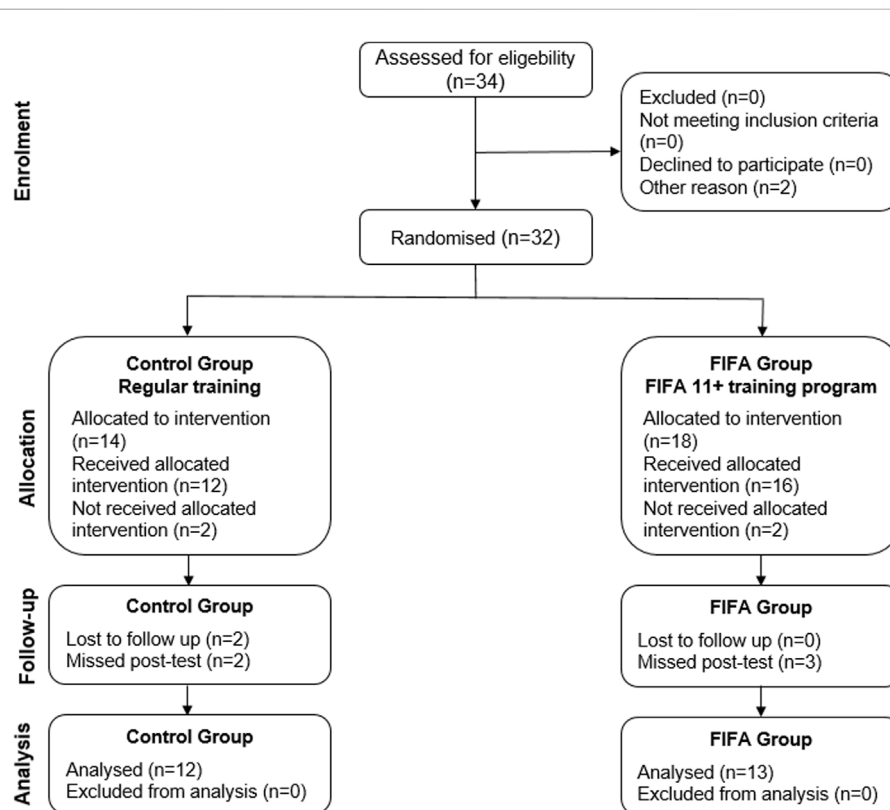 Assessed for eligebility
(n=34)
Enrolment
Excluded (n=0)
Not meeting inclusion criteria
(n=0)
Declined to participate (n=0)
Other reason (n=2)
Randomised (n=32)
Allocation
Control Group
Regular training
Allocated to intervention
(n=14)
Received allocated
intervention (n=12)
Not received allocated
intervention (n=2)
FIFA Group
FIFA 11+ training program
Allocated to intervention
(n=18)
Received allocated
intervention (n=16)
Not received allocated
intervention (n=2)
Follow-up
Control Group
Lost to follow up (n=2)
Missed post-test (n=2)
FIFA Group
Lost to follow up (n=0)
Missed post-test (n=3)
Analysis
Control Group
Analysed (n=12)
Excluded from analysis (n=0)
FIFA Group
Analysed (n=13)
Excluded from analysis (n=0)